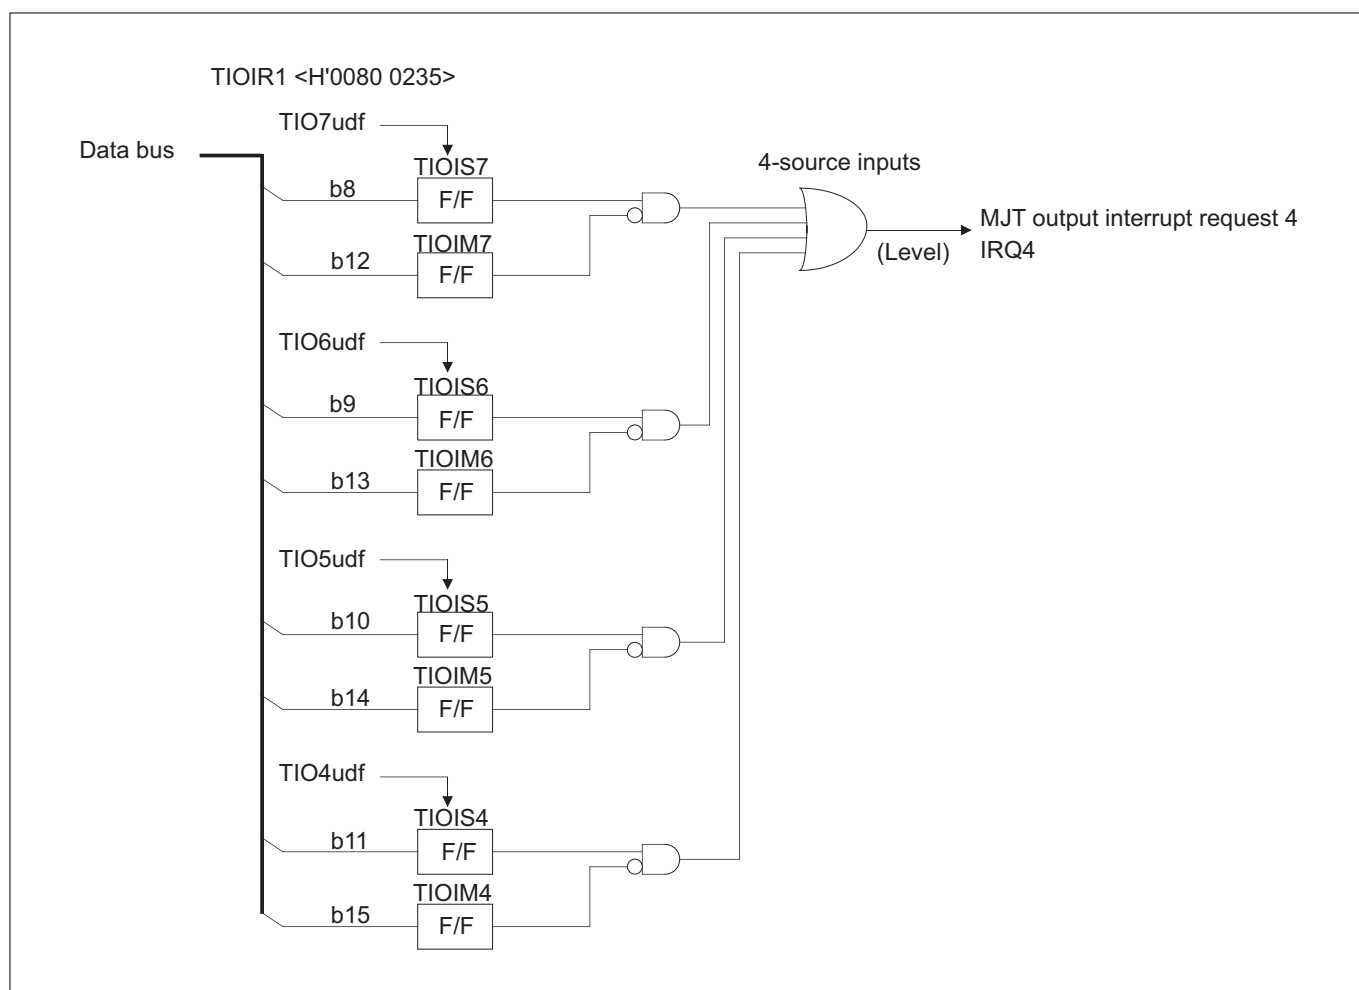 TIOIR1 <H'0080 0235>
TIO7udf
Data bus
TIOIS7
4-source inputs
b8
F/F
MJT output interrupt request 4
IRQ4
(Level)
TIOIM7
b12
F/F
TIO6udf
TIOIS6
b9
F/F
TIOIM6
b13
F/F
TIO5udf
TIOIS5
b10
F/F
TIOIM5
b14
F/F
TIO4udf
TIOIS4
b11
F/F
TIOIM4
b15
F/F